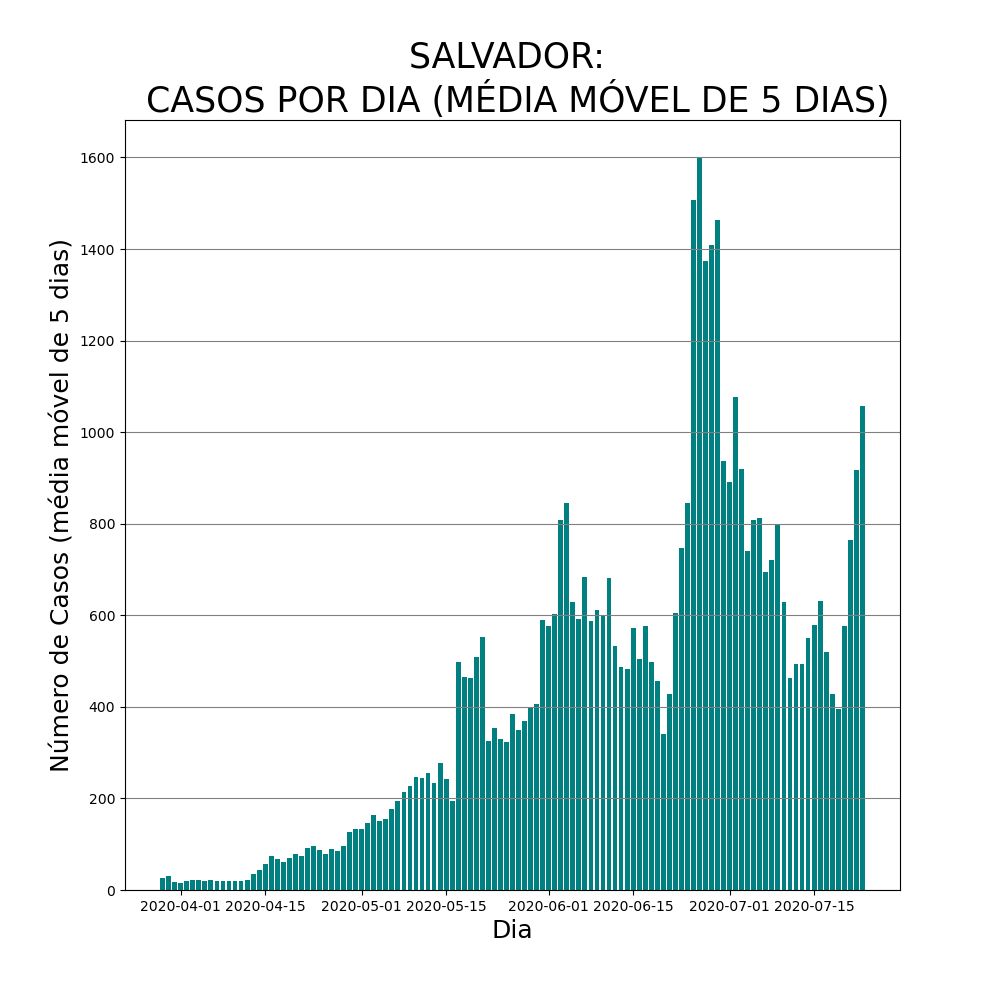 SALVADOR:
CASOS POR DIA (MÉDIA MÓVEL DE 5 DIAS)
Número de Casos (média móvel de 5 dias)
1600
1400
1200
1000
800
600
400
200
0
2020-04-01 2020-04-15 2020-05-01 2020-05-15 2020-06-01 2020-06-15 2020-07-01 2020-07-15
Dia